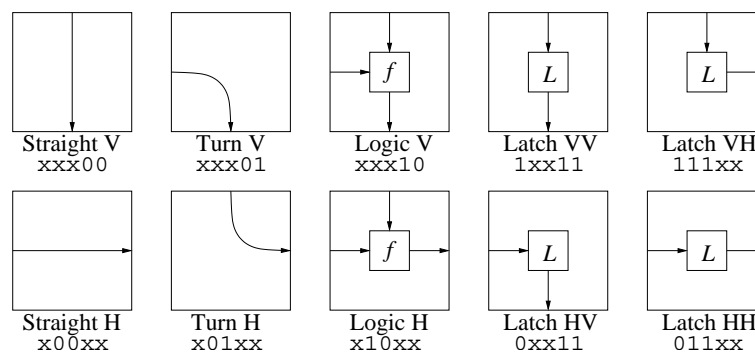 f L L
Straight V Turn V Logic V Latch VV Latch VH
xxx00 xxx01 xxx10 1xx11 111xx
f L L
Straight H Turn H Logic H Latch HV Latch HH
x00xx x01xx x10xx 0xx11 011xx